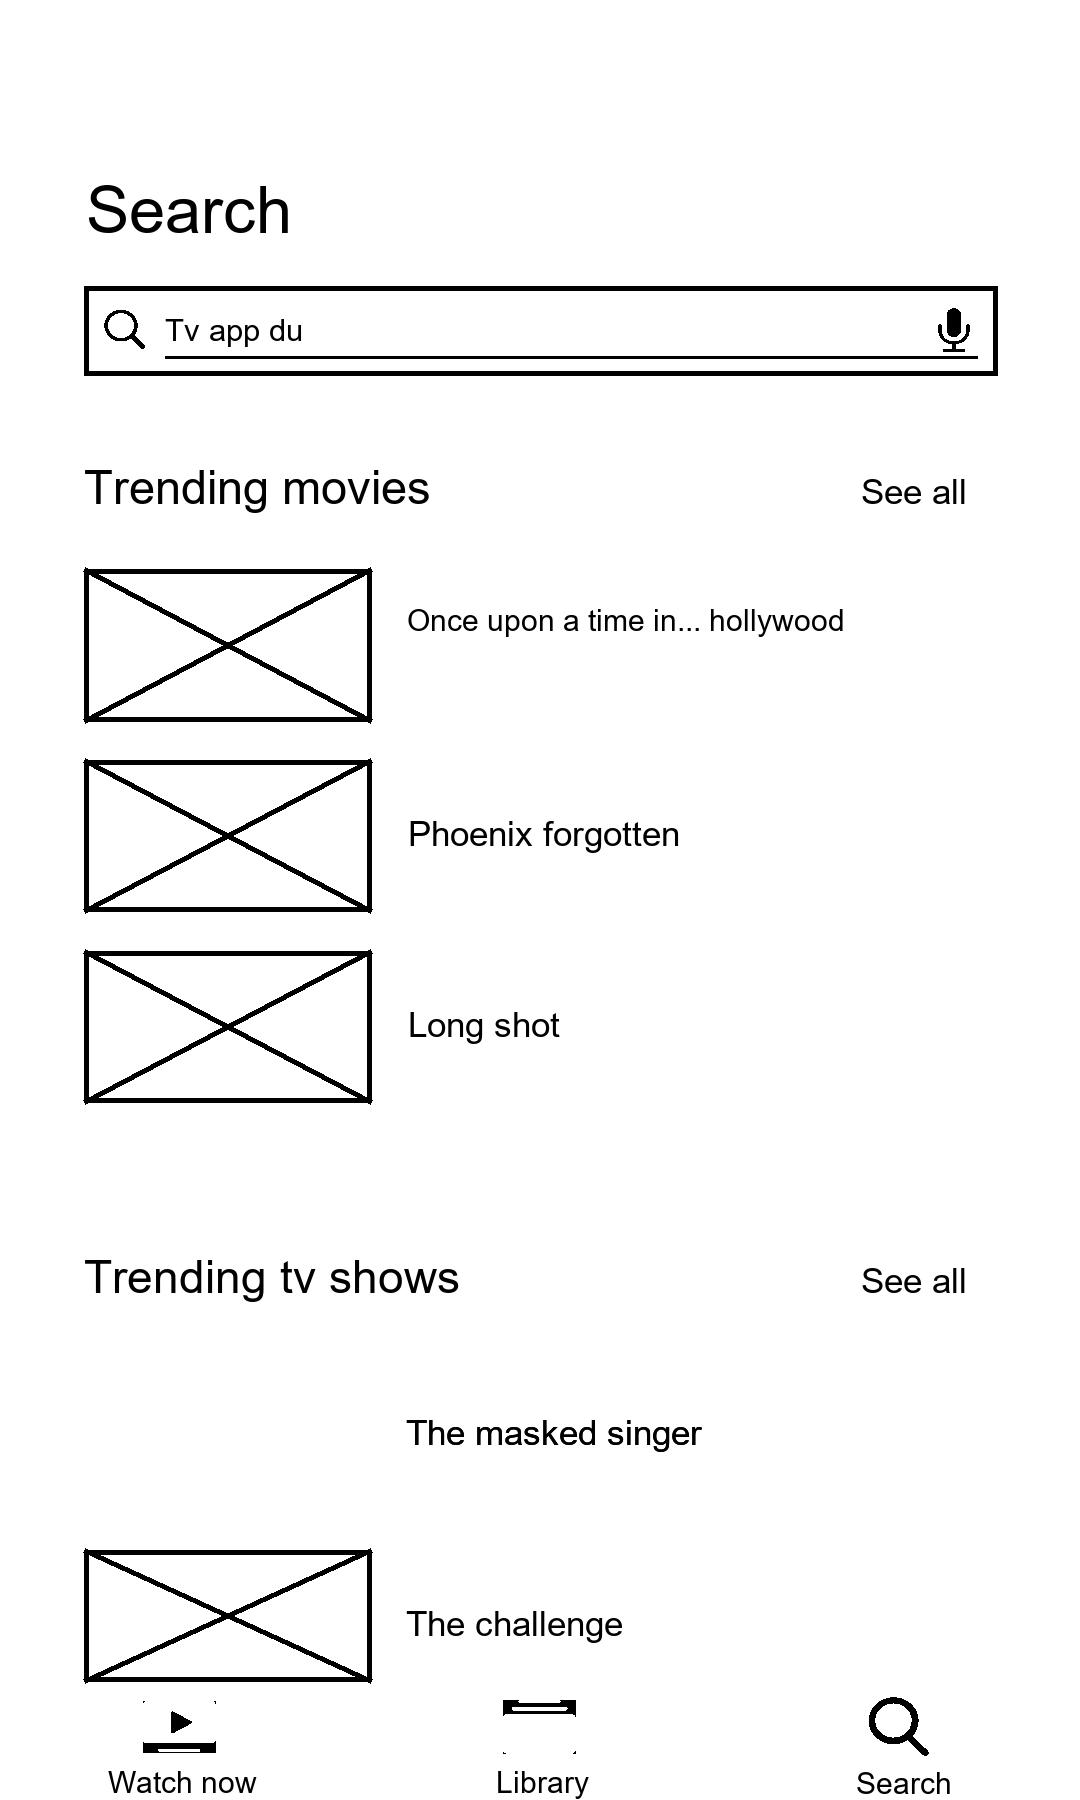 Search
Tv app du
Trending movies
See all
Once upon a time in... hollywood
Phoenix forgotten
Long shot
Trending tv shows
See all
The masked singer
The challenge
Watch now
Library
Search